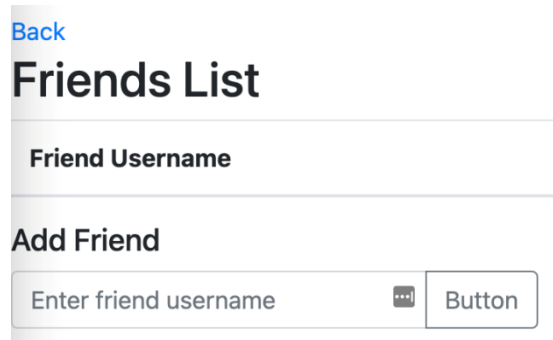 Back
Friends List
Friend Username
Add Friend
Enter friend username Button